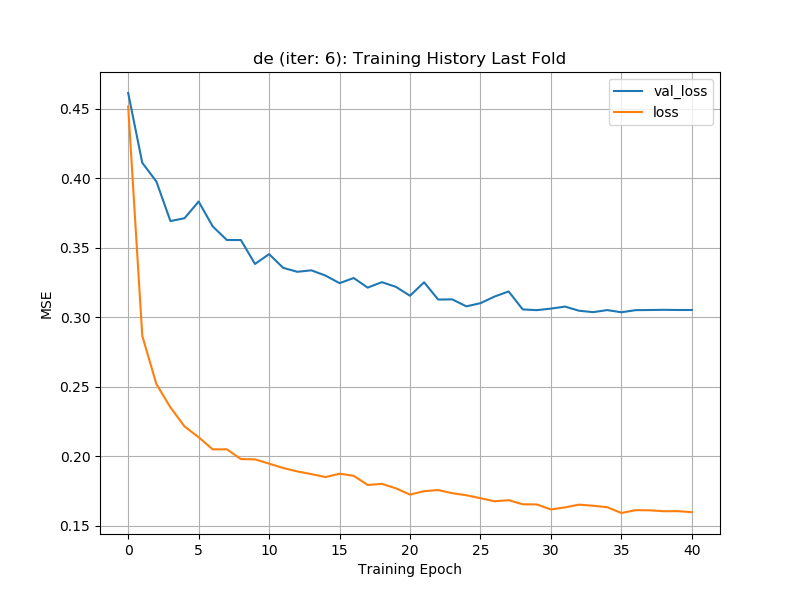 de (iter: 6): Training History Last Fold
val_loss
loss
0.45
0.40
0.35
0.30
0.25
0.20
0.15
MSE
0 5 10 15 20 25 30 35 40
Training Epoch